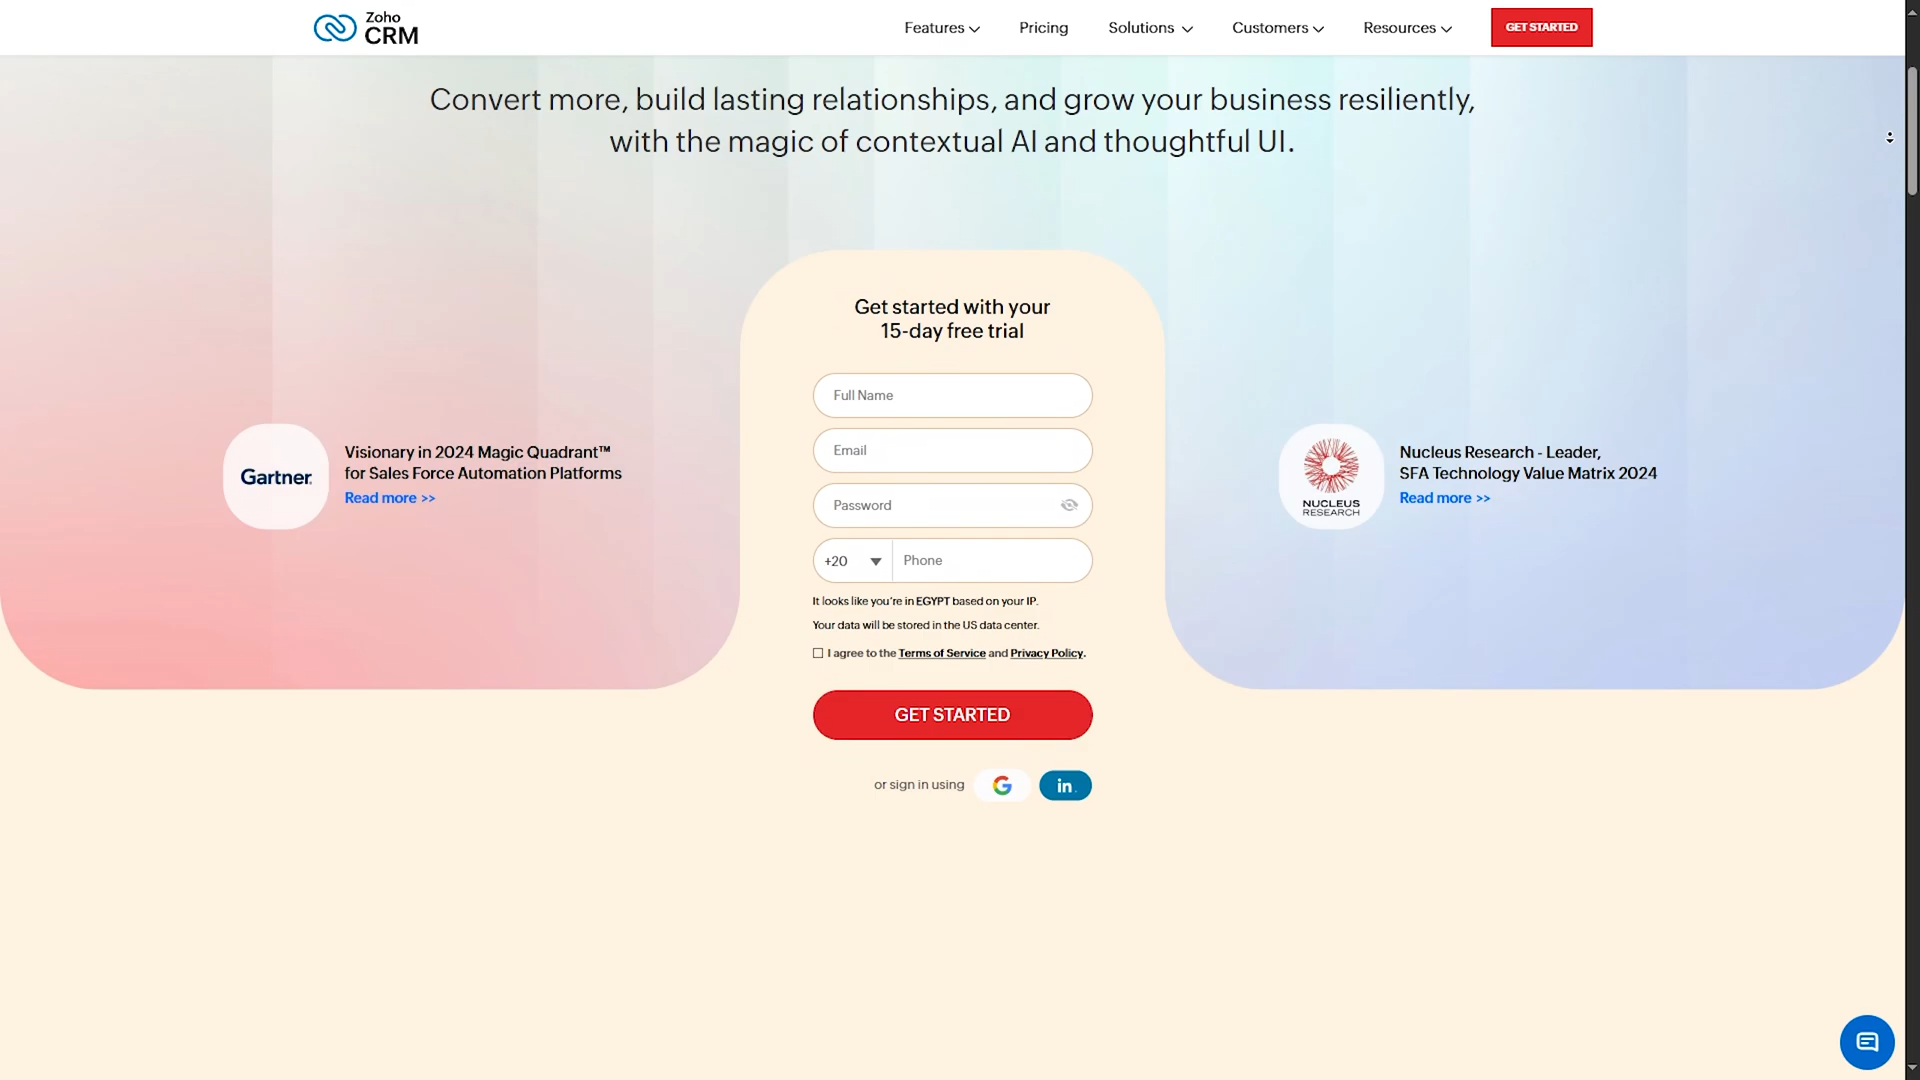 Zoho
CRM
Features
Pricing
Solutions
Customers
Resources
GET STARTED
Convert more, build lasting relationships, and grow your business resiliently,
with the magic of contextual AI and thoughtful UI.
Get started with your
15-day free trial
Full Name
Email
Password
+20
Phone
It looks like you're in EGYPT based on your IP.
Your data will be stored in the US data center.
I agree to the Terms of Service and Privacy Policy.
GET STARTED
or sign in using
in
Gartner
Visionary in 2024 Magic Quadrant™
for Sales Force Automation Platforms
Read more >>
NUCLEUS
RESEARCH
Nucleus Research - Leader,
SFA Technology Value Matrix 2024
Read more >>